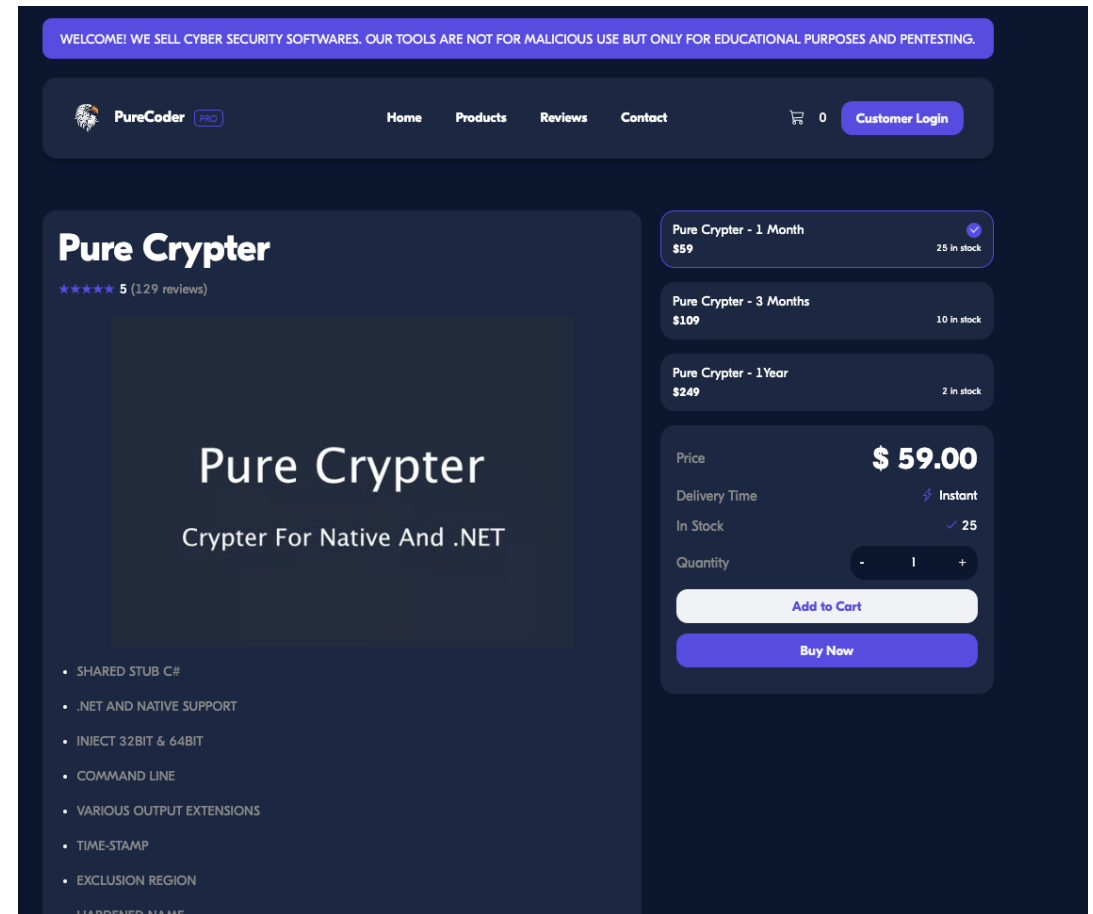 WELCOME! WE SELL CYBER SECURITY SOFTWARES. OUR TOOLS ARE NOT FOR MALICIOUS USE BUT ONLY FOR EDUCATIONAL PURPOSES AND PENTESTING.
PureCoder PRO Home Products Reviews Contact 0 Customer Login
Pure Crypter
★★★★★ 5 (129 reviews)
Pure Crypter
Crypter For Native And .NET
• SHARED STUB C#
• .NET AND NATIVE SUPPORT
• INJECT 32BIT & 64BIT
• COMMAND LINE
• VARIOUS OUTPUT EXTENSIONS
• TIME-STAMP
• EXCLUSION REGION
HARDENED NAME
Pure Crypter - 1 Month
$59 25 in stock
Pure Crypter - 3 Months
$109 10 in stock
Pure Crypter - 1Year
$249 2 in stock
Price $ 59.00
Delivery Time Instant
In Stock 25
Quantity - 1 +
Add to Cart
Buy Now